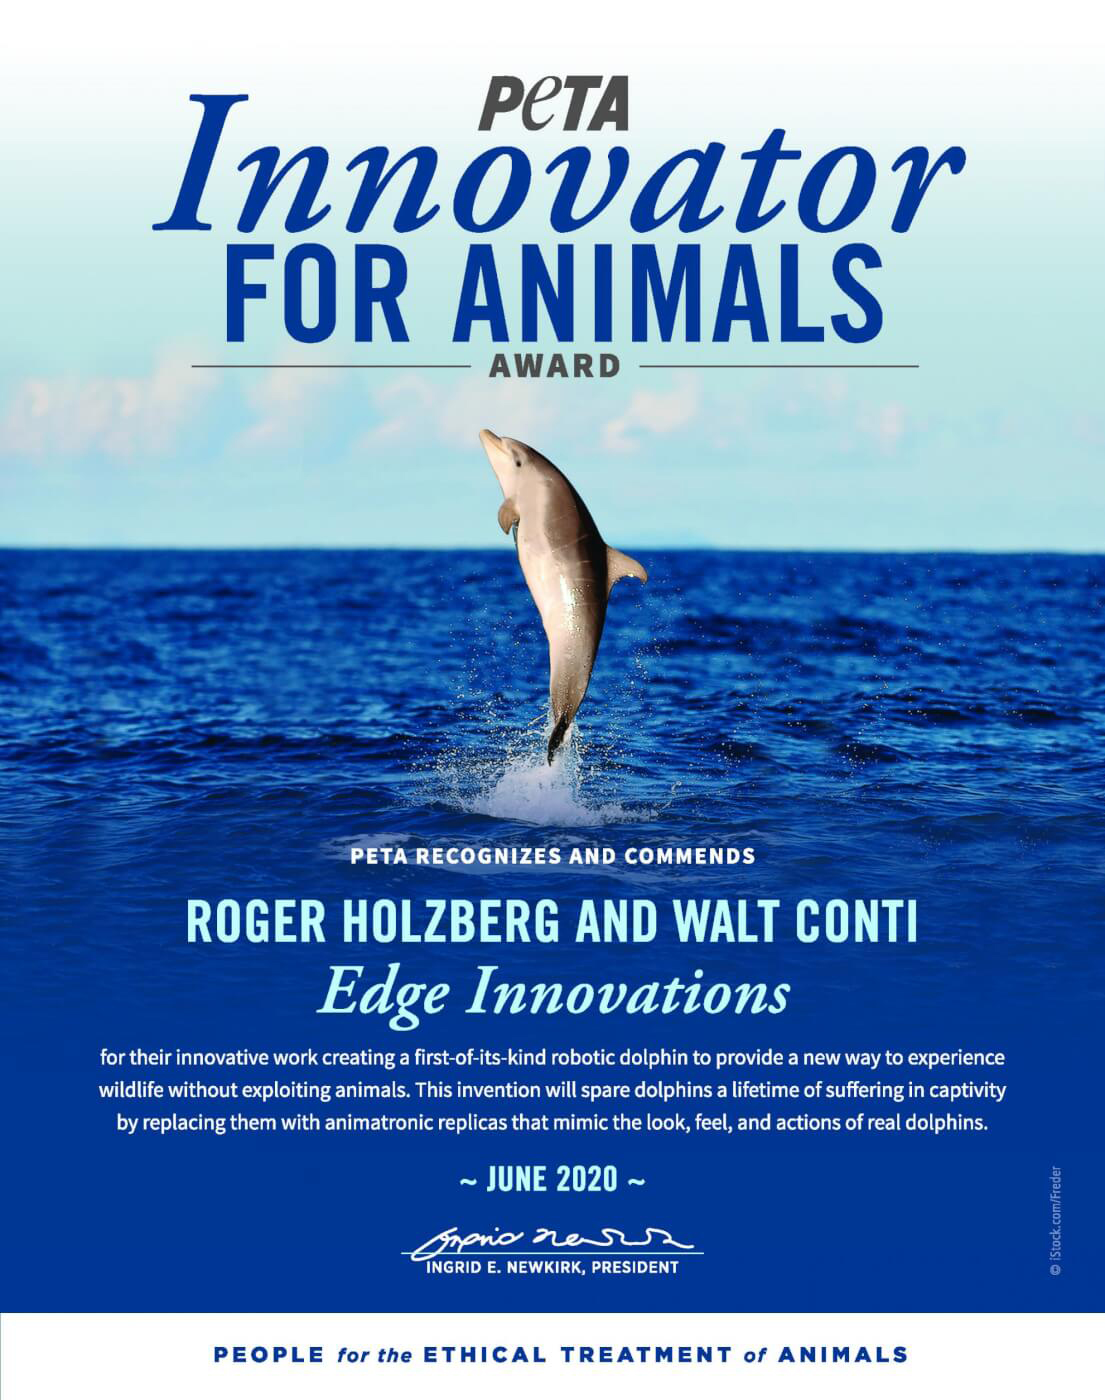 PeTA
Innovator
FOR ANIMALS
AWARD
PETA RECOGNIZES AND COMMENDS
ROGER HOLZBERG AND WALT CONTI
Edge Innovations
for their innovative work creating a first-of-its-kind robotic dolphin to provide a new way to experience
wildlife without exploiting animals. This invention will spare dolphins a lifetime of suffering in captivity
by replacing them with animatronic replicas that mimic the look, feel, and actions of real dolphins.
~ JUNE 2020 ~
INGRID E. NEWKIRK, PRESIDENT
© iStock.com/Freder
PEOPLE for the ETHICAL TREATMENT of ANIMALS